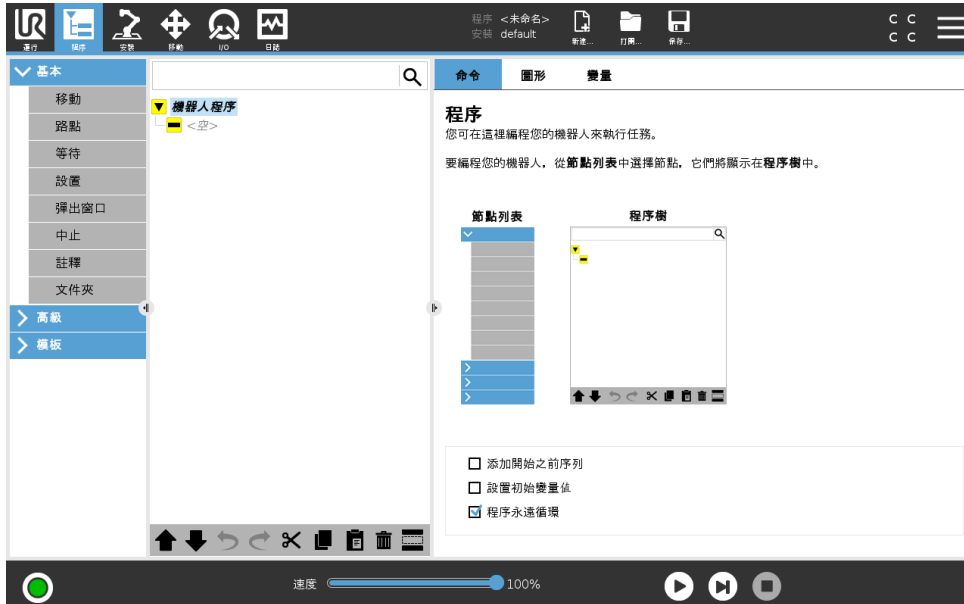 UR
運行
程序
安裝
移動
I/O
日誌
程序 <未命名>
安裝 default
新建...
打開...
保存...
C C
C C
基本
移動
路點
等待
設置
彈出窗口
中止
註釋
文件夾
高級
模板
機器人程序
<空>
命令 圖形 變量
程序
您可在這裡編程您的機器人來執行任務。
要編程您的機器人，從節點列表中選擇節點，它們將顯示在程序樹中。
節點列表 程序樹
添加開始之前序列
設置初始變量值
程序永遠循環
速度 100%